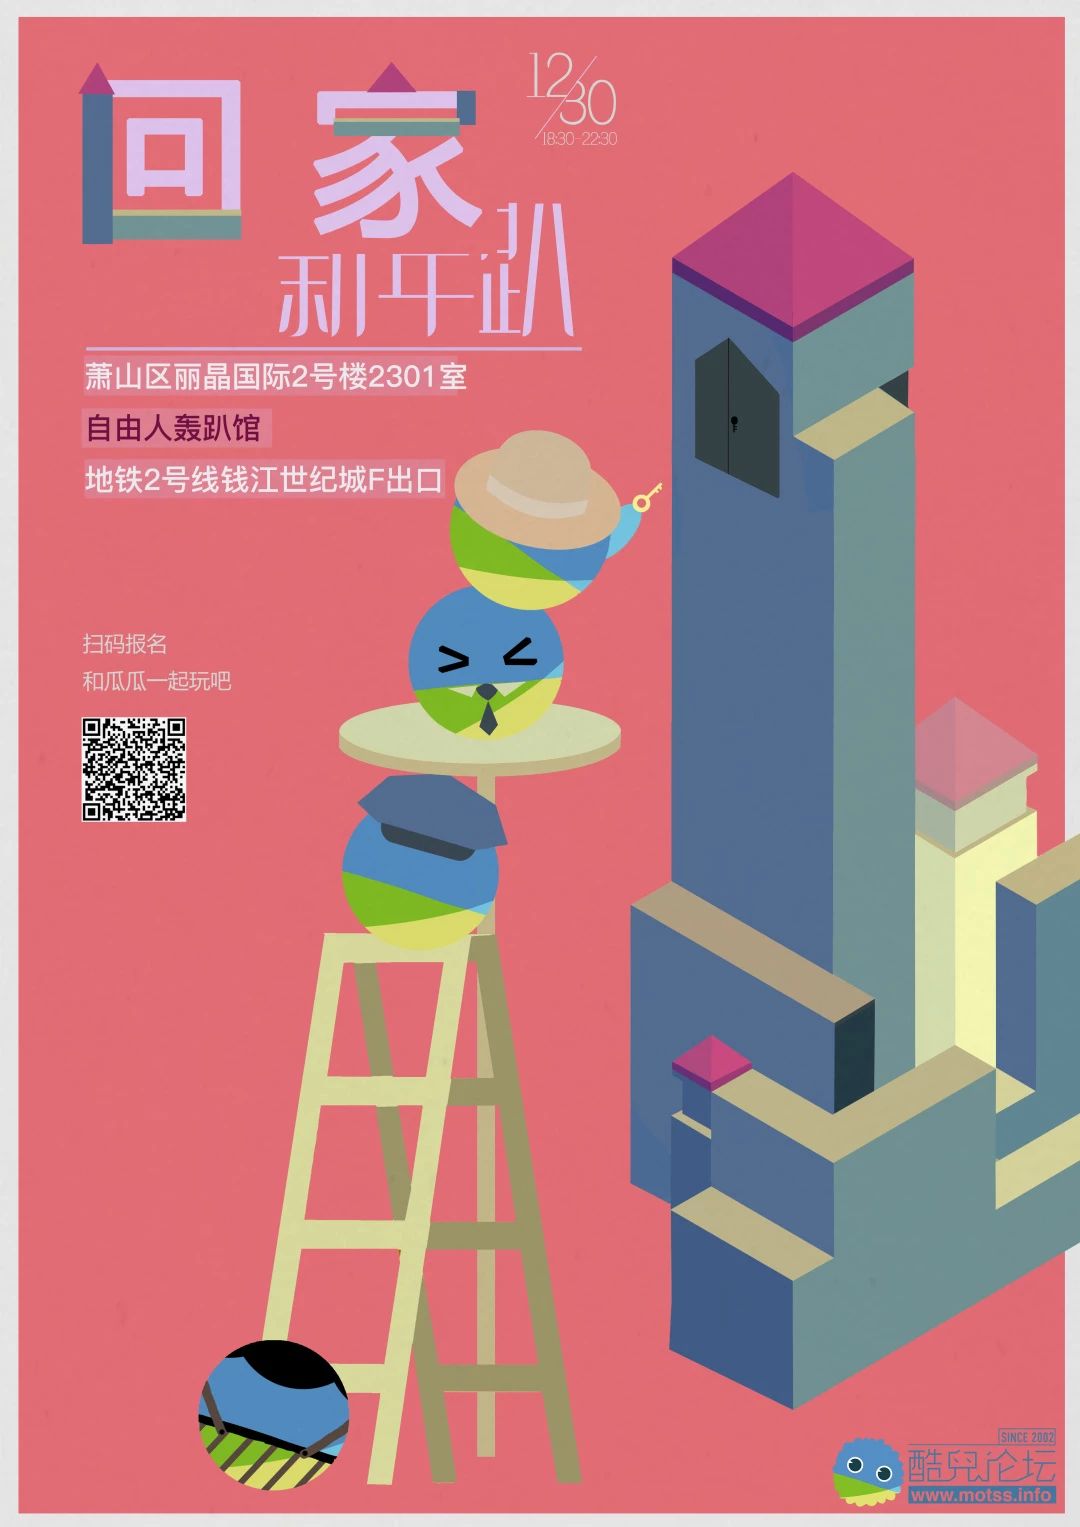 回家
12/30
18:30-22:30
新年趴
萧山区丽晶国际2号楼2301室
自由人轰趴馆
地铁2号线钱江世纪城F出口
扫码报名
和瓜瓜一起玩吧
SINCE 2002
酷兒论坛
www.motss.info